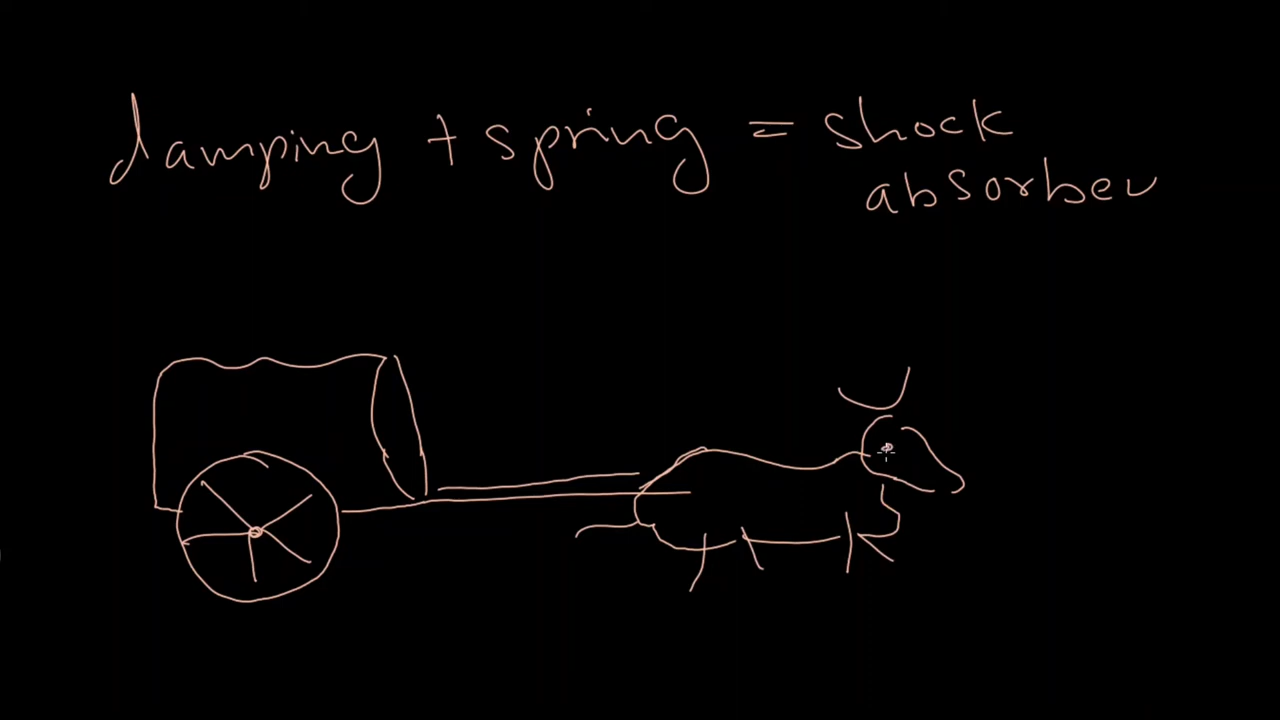 damping + spring = shock
absorber